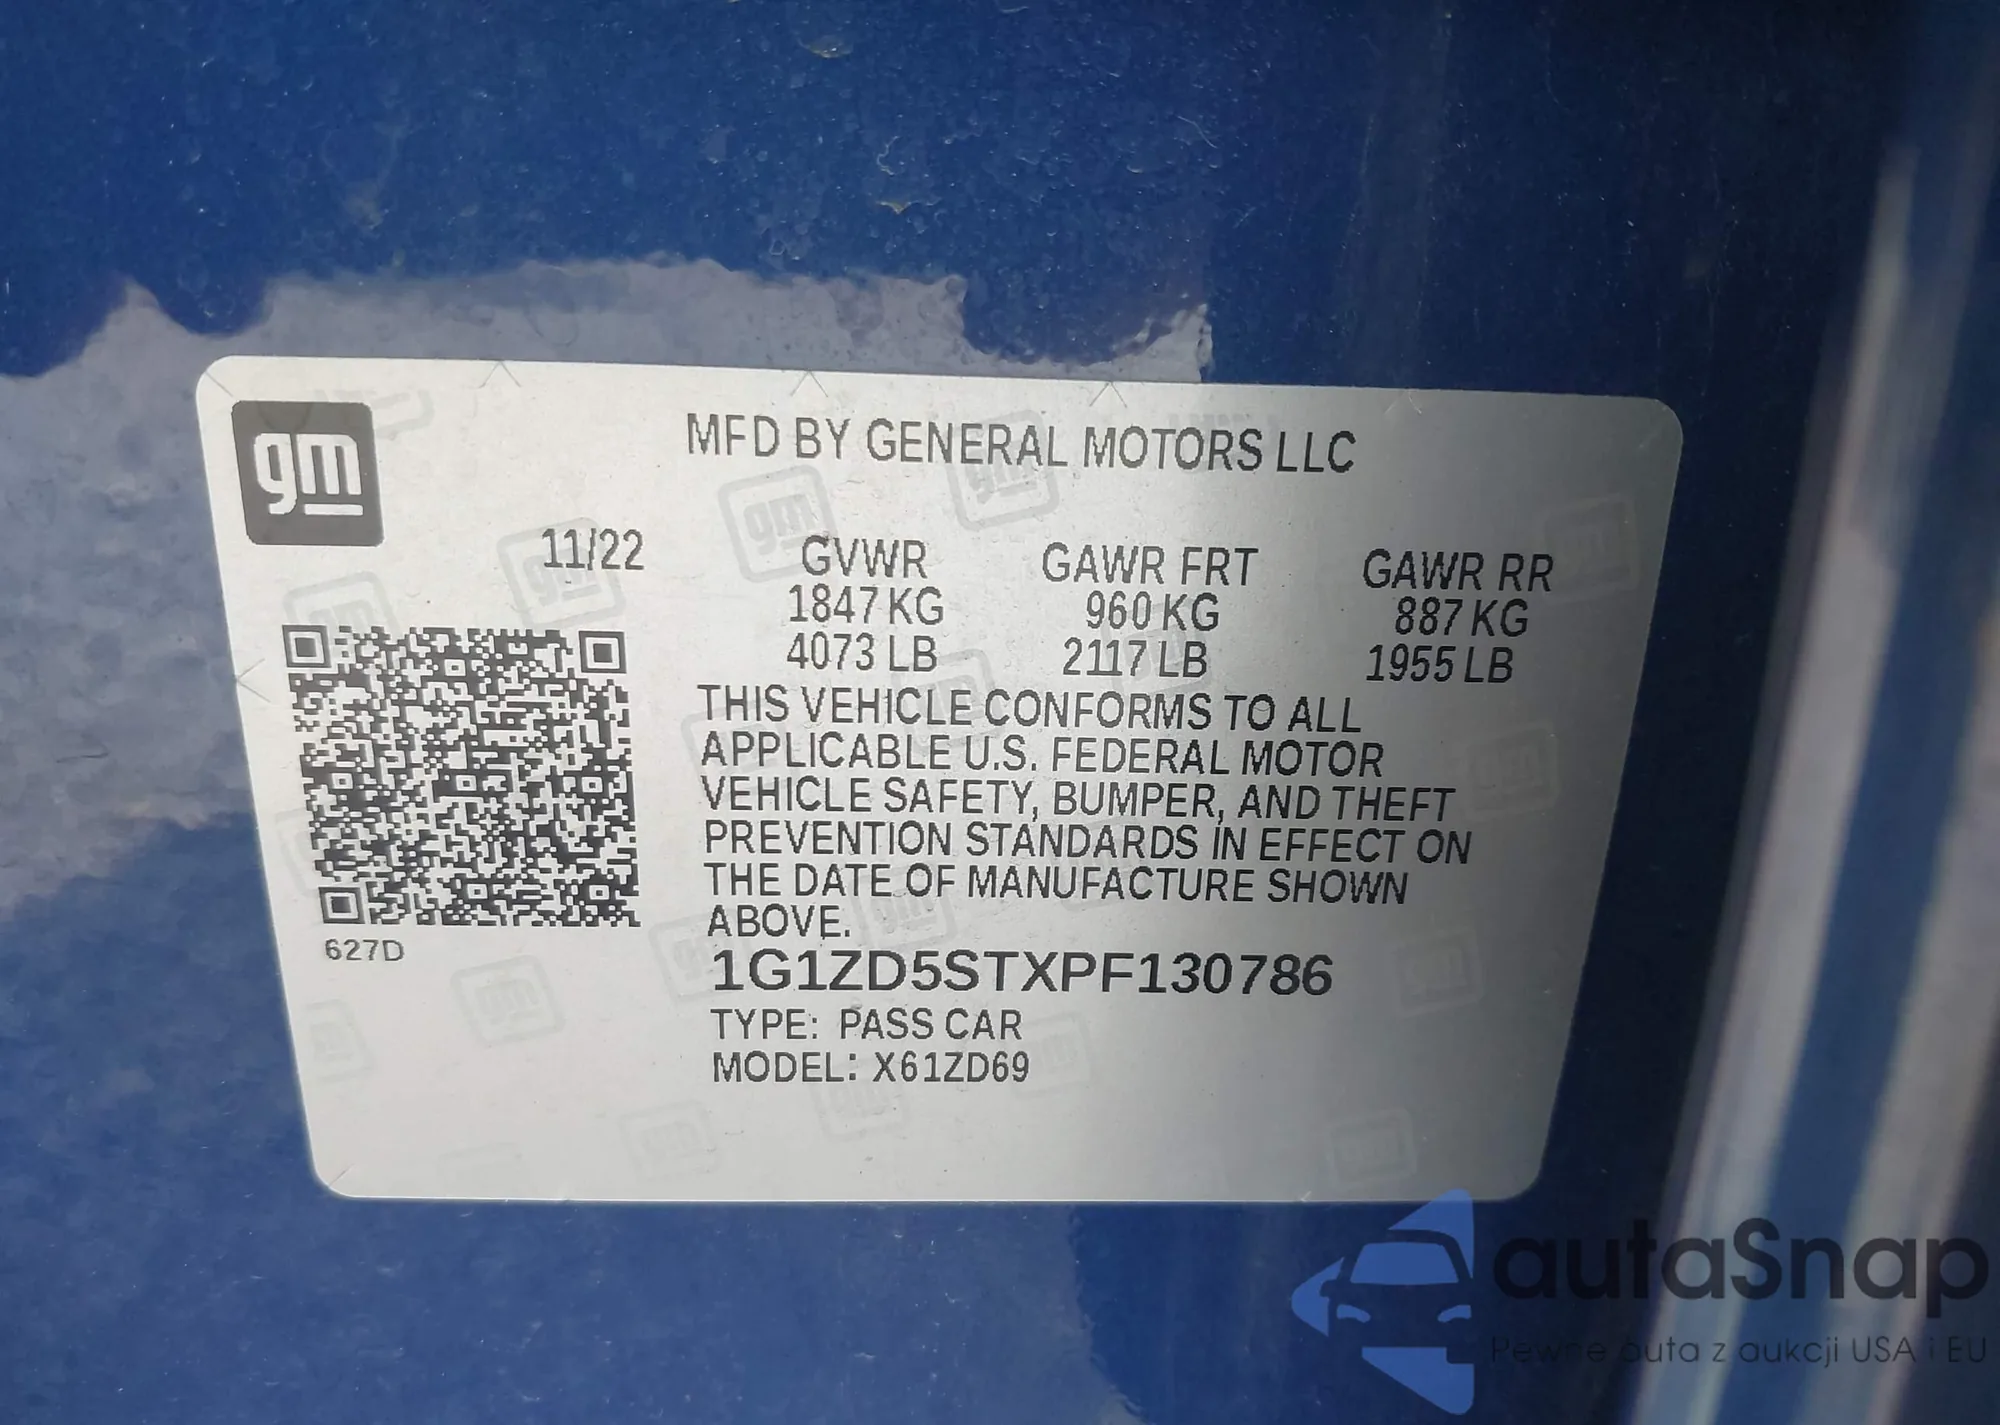 gm
MFD BY GENERAL MOTORS LLC
11/22 GVWR GAWR FRT GAWR RR
1847 KG 960 KG 887 KG
4073 LB 2117 LB 1955 LB
THIS VEHICLE CONFORMS TO ALL
APPLICABLE U.S. FEDERAL MOTOR
VEHICLE SAFETY, BUMPER, AND THEFT
PREVENTION STANDARDS IN EFFECT ON
THE DATE OF MANUFACTURE SHOWN
ABOVE.
627D
1G1ZD5STXPF130786
TYPE: PASS CAR
MODEL: X61ZD69
autaSnap
Pewne auta z aukcji USA i EU